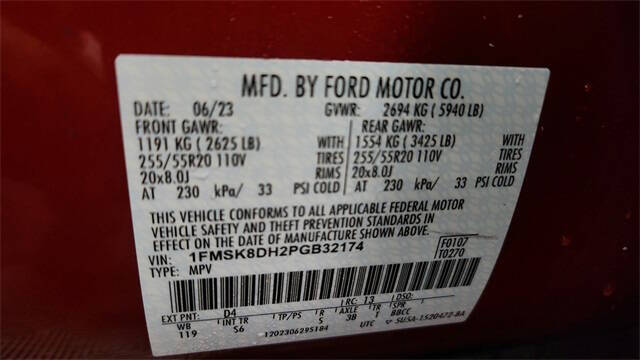 MFD. BY FORD MOTOR CO.
DATE: 06/23 GVWR: 2694 KG ( 5940 LB)
FRONT GAWR: REAR GAWR:
1191 KG ( 2625 LB) WITH 1554 KG ( 3425 LB) WITH
255/55R20 110V TIRES 255/55R20 110V TIRES
20x8.0J RIMS 20x8.0J RIMS
AT 230 kPa/ 33 PSI COLD AT 230 kPa/ 33 PSI COLD
THIS VEHICLE CONFORMS TO ALL APPLICABLE FEDERAL MOTOR
VEHICLE SAFETY AND THEFT PREVENTION STANDARDS IN
EFFECT ON THE DATE OF MANUFACTURE SHOWN ABOVE.
VIN: 1FMSK8DH2PGB32174 F0107
TYPE: MPV T0270
EXT PNT: D4 RC: 13 DSO:
WB INT TR TP/PS R AXLE TR SPR
119 S6 S 3B I BBCC
1202306295184 UTC